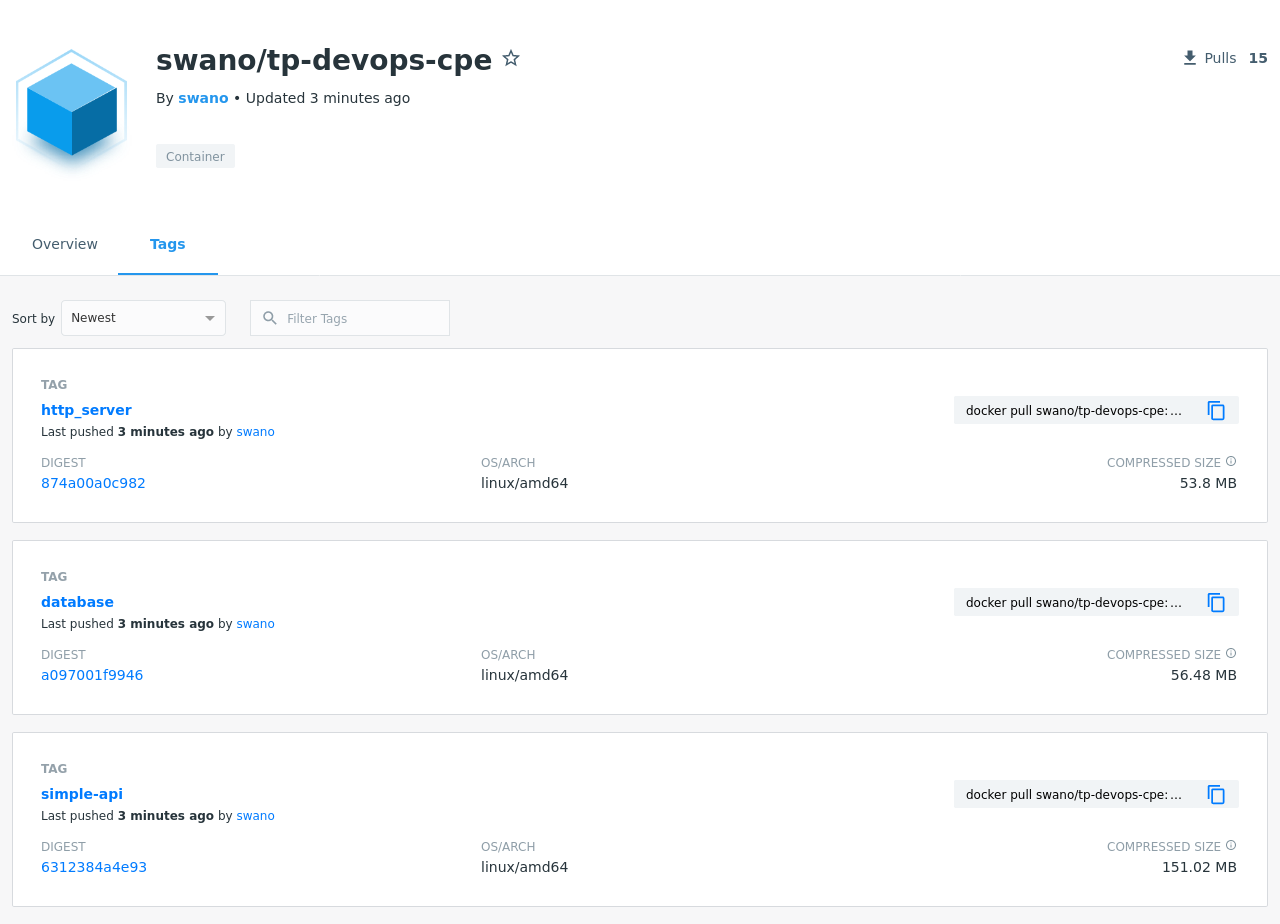 swano/tp-devops-cpe
Pulls 15
By swano • Updated 3 minutes ago
Container
Overview Tags
Sort by Newest Filter Tags
TAG
http_server
docker pull swano/tp-devops-cpe:...
Last pushed 3 minutes ago by swano
DIGEST OS/ARCH COMPRESSED SIZE
874a00a0c982 linux/amd64 53.8 MB
TAG
database
docker pull swano/tp-devops-cpe:...
Last pushed 3 minutes ago by swano
DIGEST OS/ARCH COMPRESSED SIZE
a097001f9946 linux/amd64 56.48 MB
TAG
simple-api
docker pull swano/tp-devops-cpe:...
Last pushed 3 minutes ago by swano
DIGEST OS/ARCH COMPRESSED SIZE
6312384a4e93 linux/amd64 151.02 MB